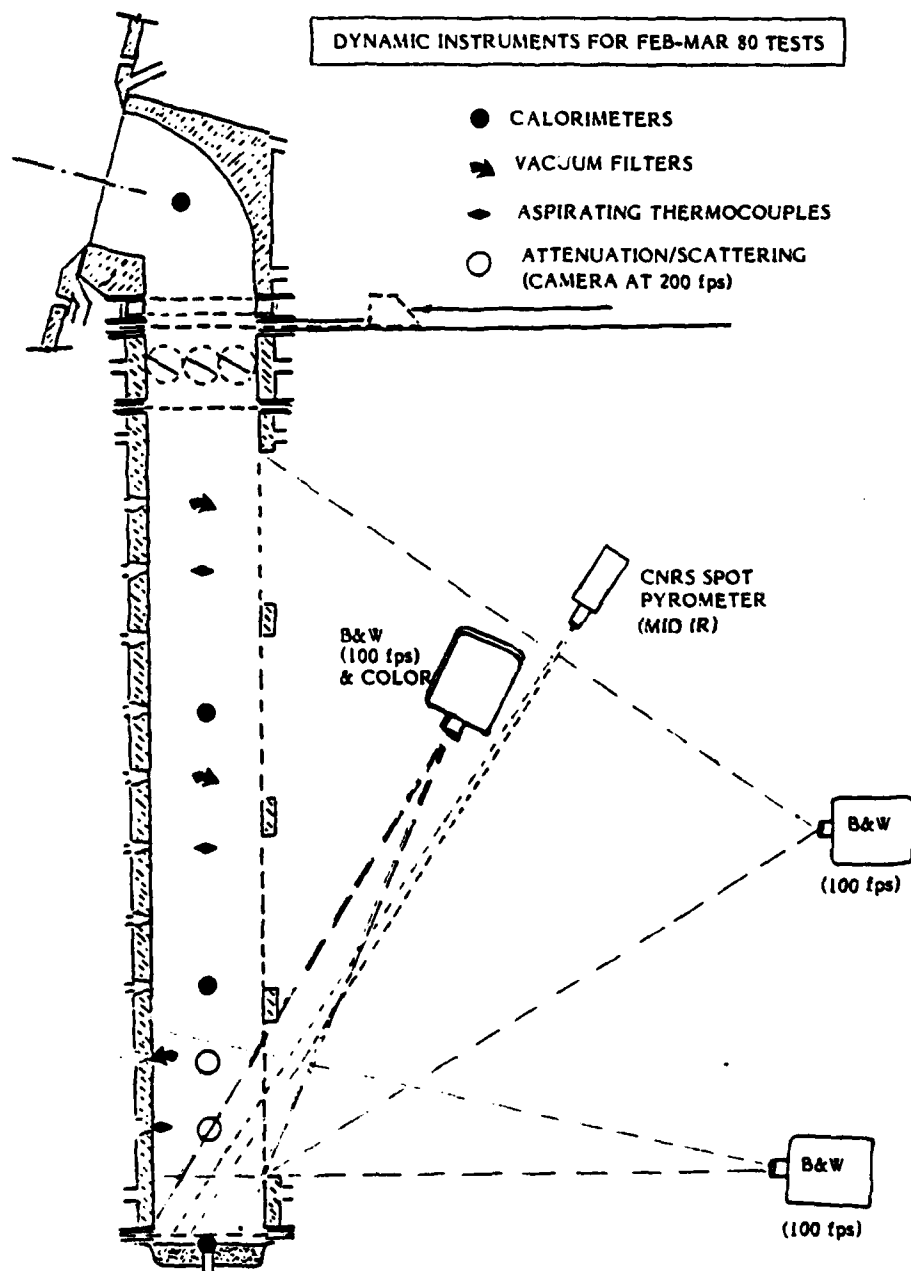 DYNAMIC INSTRUMENTS FOR FEB-MAR 80 TESTS
CALORIMETERS
VACUUM FILTERS
ASPIRATING THERMOCOUPLES
ATTENUATION/SCATTERING
(CAMERA AT 200 fps)
CNRS SPOT
PYROMETER
(MID IR)
B&W
(100 fps)
& COLOR
B&W
(100 fps)
B&W
(100 fps)